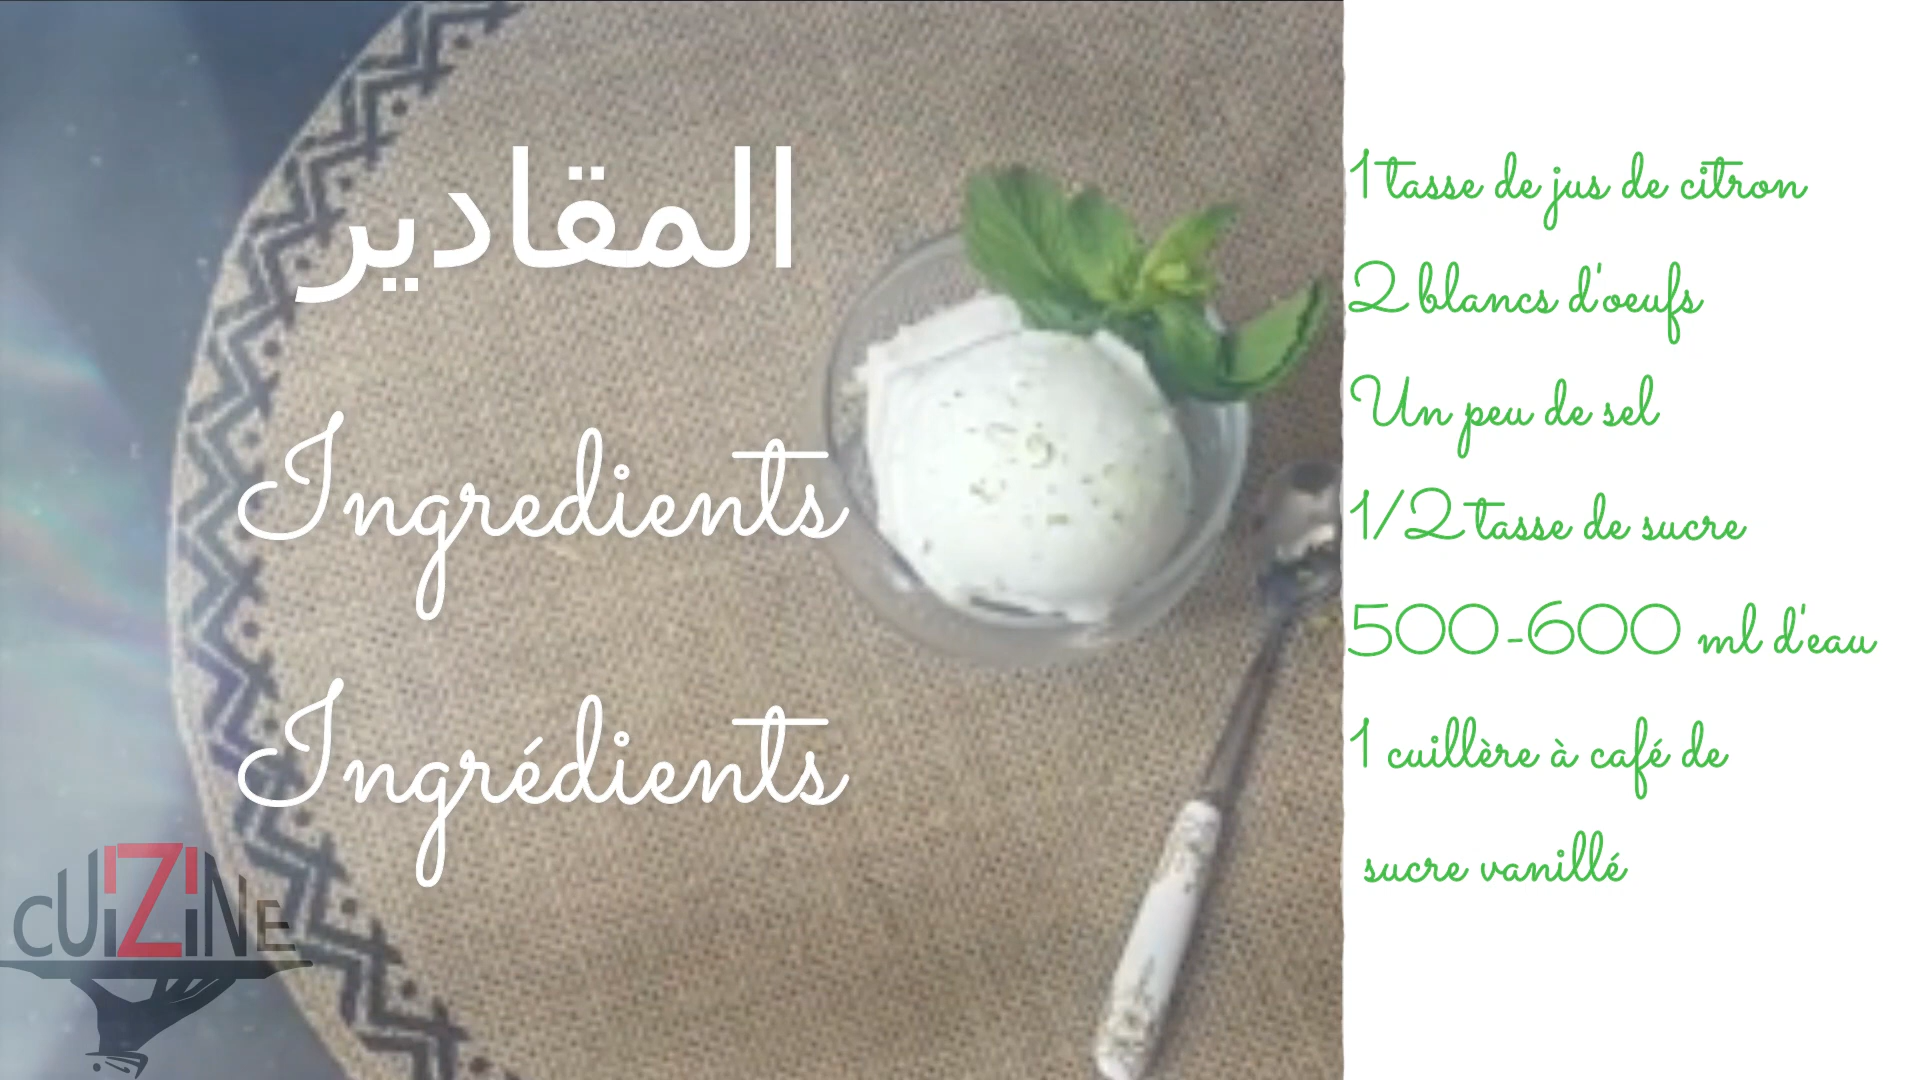 المقادير
Ingredients
Ingrédients
1 tasse de jus de citron
2 blancs d'oeufs
Un peu de sel
1/2 tasse de sucre
500-600 ml d'eau
1 cuillère à café de
sucre vanillé
CUIZINE